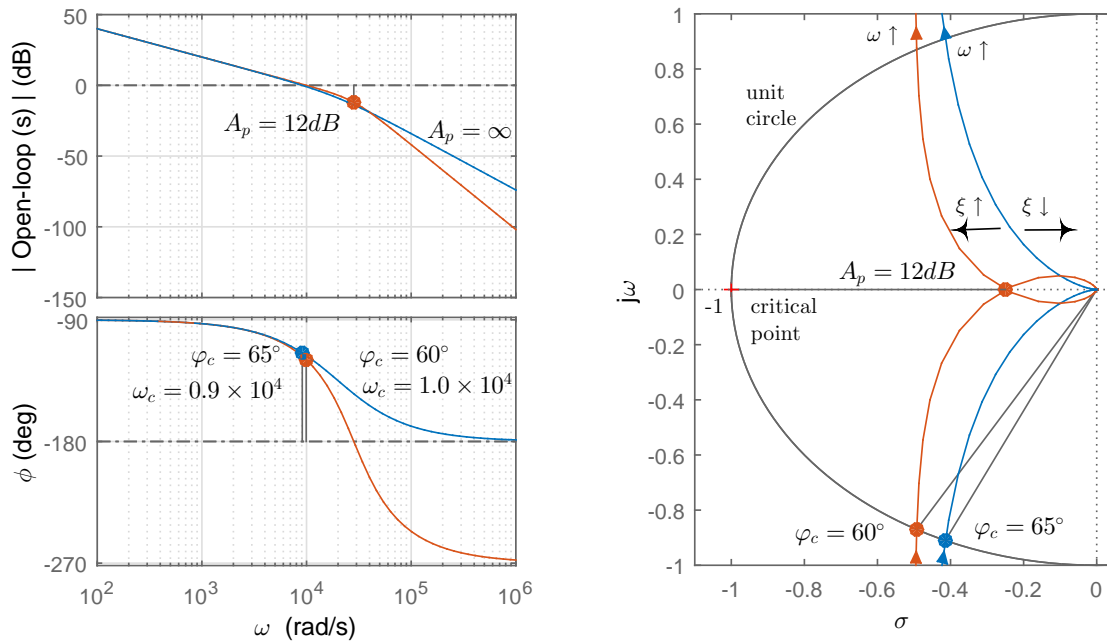 | Open-loop (s) | (dB)
50
0
-50
-100
-150
A_p = 12dB
A_p = ∞
ϕ (deg)
-90
-180
-270
φ_c = 65°
ω_c = 0.9 × 10^4
φ_c = 60°
ω_c = 1.0 × 10^4
10^2
10^3
10^4
10^5
10^6
ω (rad/s)
jω
1
0.8
0.6
0.4
0.2
0
-0.2
-0.4
-0.6
-0.8
-1
ω ↑
ω ↑
unit
circle
ξ ↑
ξ ↓
A_p = 12dB
-1
critical
point
φ_c = 60°
φ_c = 65°
-1
-0.8
-0.6
-0.4
-0.2
0
σ